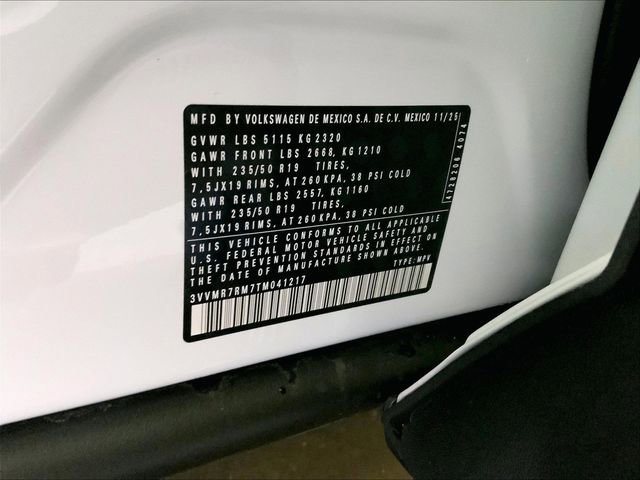 MFD BY VOLKSWAGEN DE MEXICO S.A. DE C.V. MEXICO 11/25
GVWR LBS 5115 KG 2320
GAWR FRONT LBS 2668, KG 1210
WITH 235/50 R19 TIRES,
7.5JX19 RIMS, AT 260 KPA, 38 PSI COLD
GAWR REAR LBS 2557, KG 1160
WITH 235/50 R19 TIRES,
7.5JX19 RIMS, AT 260 KPA, 38 PSI COLD
THIS VEHICLE CONFORMS TO ALL APPLICABLE
U.S. FEDERAL MOTOR VEHICLE SAFETY AND
THEFT PREVENTION STANDARDS IN EFFECT ON
THE DATE OF MANUFACTURE SHOWN ABOVE
3VVMR7RM7TM041217 TYPE: MPV
4728206 4074